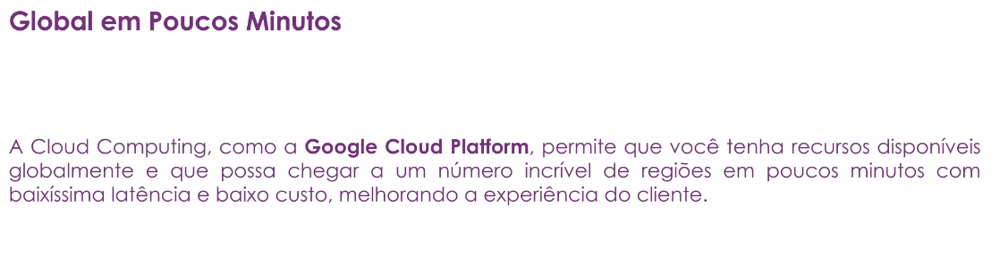 Global em Poucos Minutos
A Cloud Computing, como a Google Cloud Platform, permite que você tenha recursos disponíveis
globalmente e que possa chegar a um número incrível de regiões em poucos minutos com
baixíssima latência e baixo custo, melhorando a experiência do cliente.